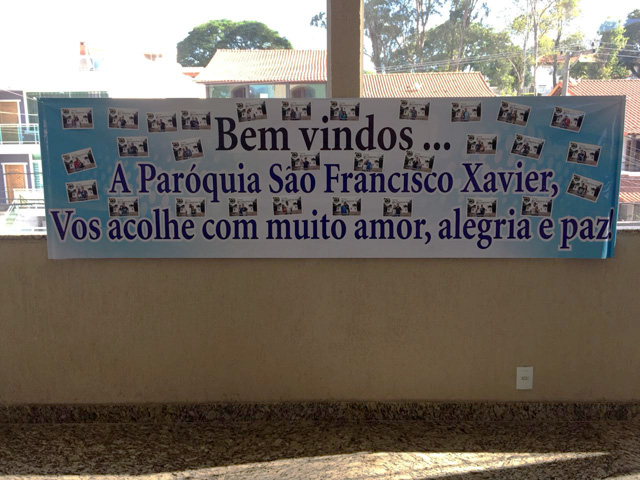 Bem vindos ...
A Paróquia São Francisco Xavier,
Vos acolhe com muito amor, alegria e paz!